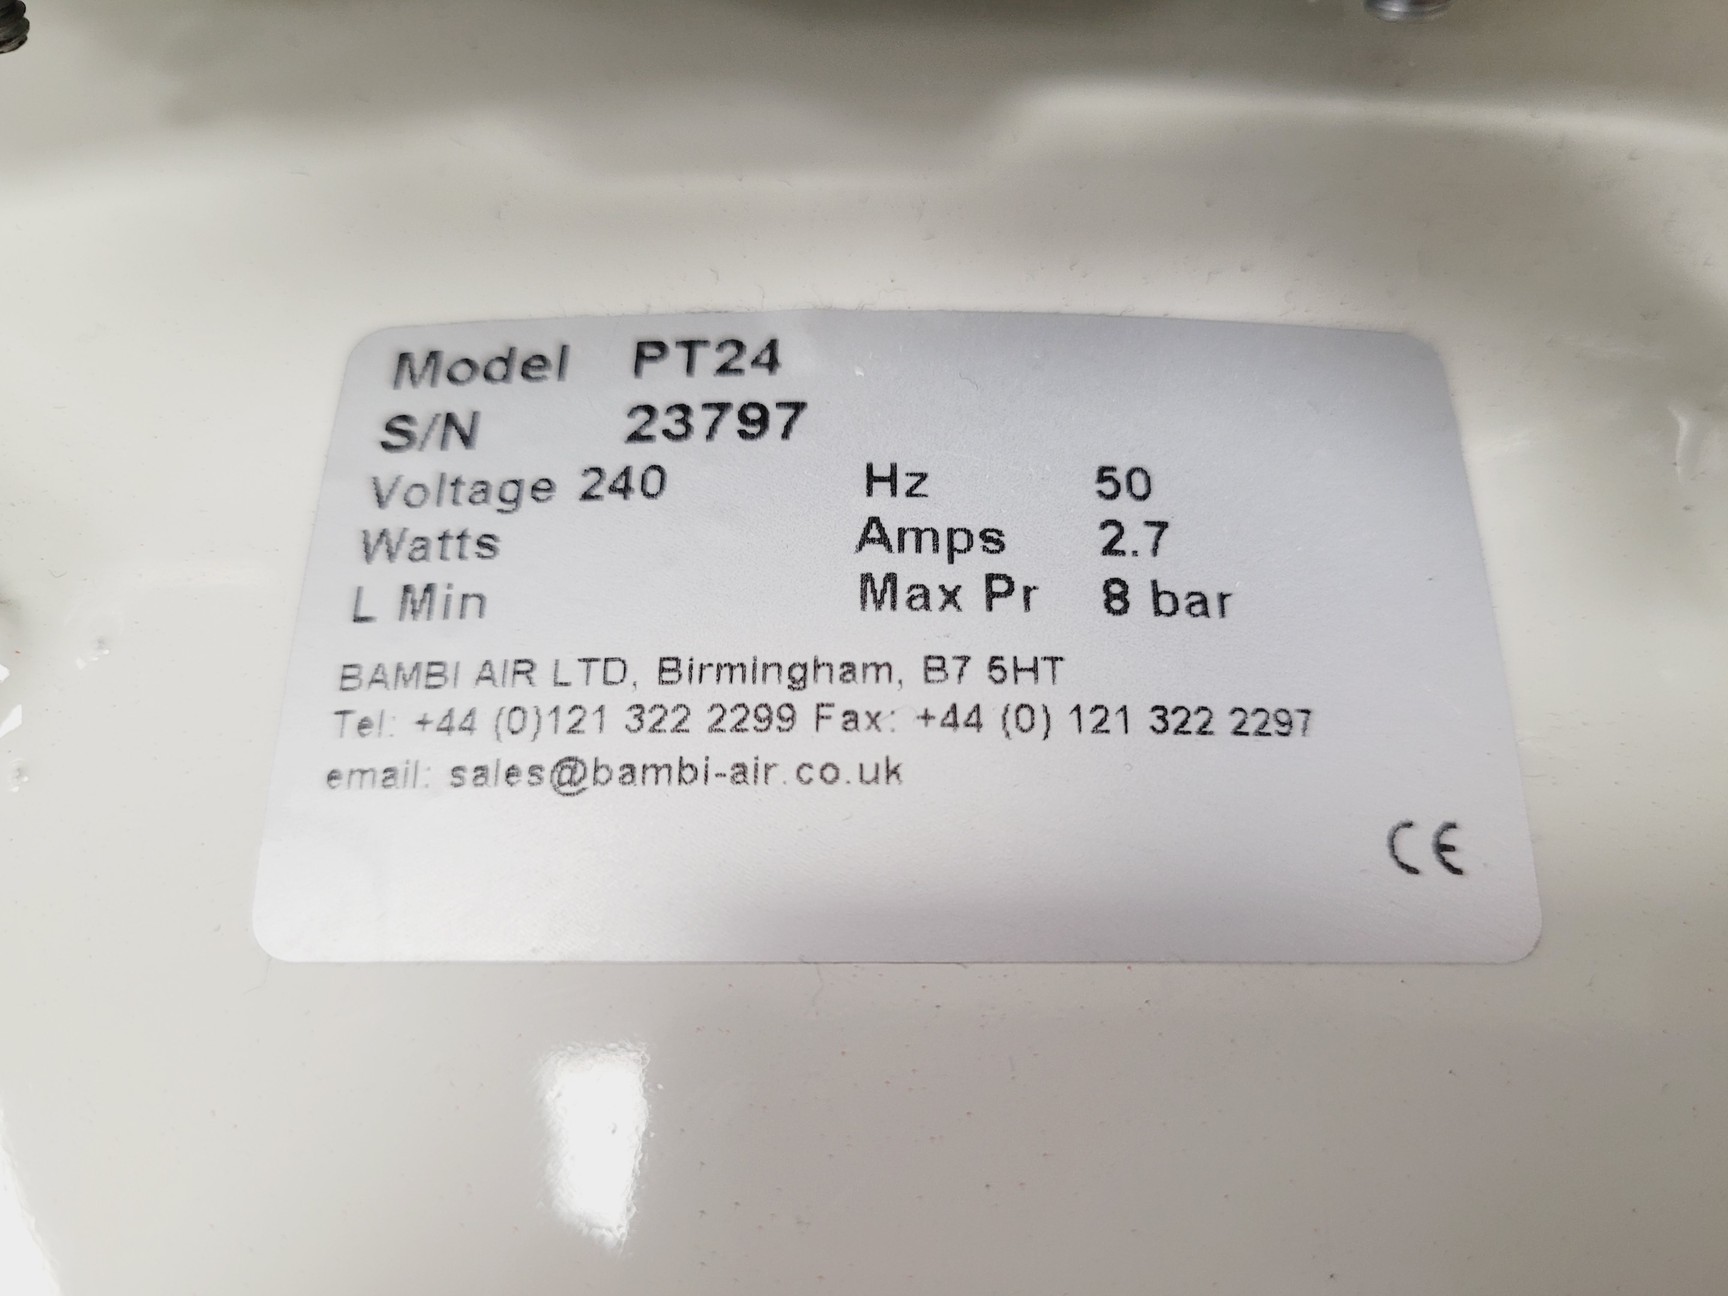 Model PT24
S/N 23797
Voltage 240 Hz 50
Watts Amps 2.7
L Min Max Pr 8 bar
BAMBI AIR LTD, Birmingham, B7 5HT
Tel: +44 (0)121 322 2299 Fax: +44 (0) 121 322 2297
email: sales@bambi-air.co.uk
CE